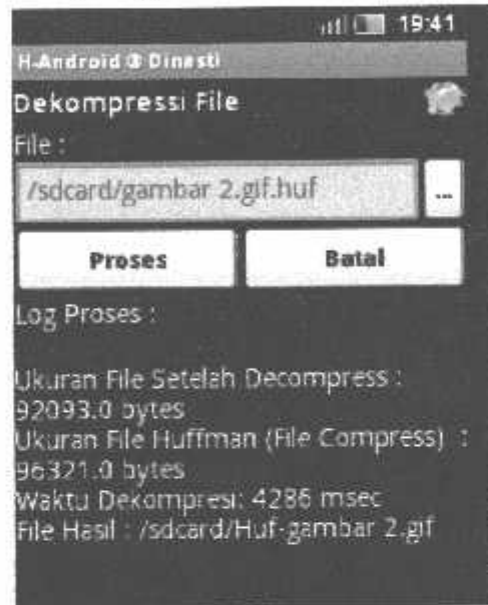 19:41
H-Android @ Dinasti
Dekompressi File
File :
/sdcard/gambar 2.gif.huf
...
Proses
Batal
Log Proses :
Ukuran File Setelah Decompress :
92093.0 bytes
Ukuran File Huffman (File Compress) :
96321.0 bytes
Waktu Dekompresi: 4286 msec
File Hasil : /sdcard/Huf-gambar 2.gif